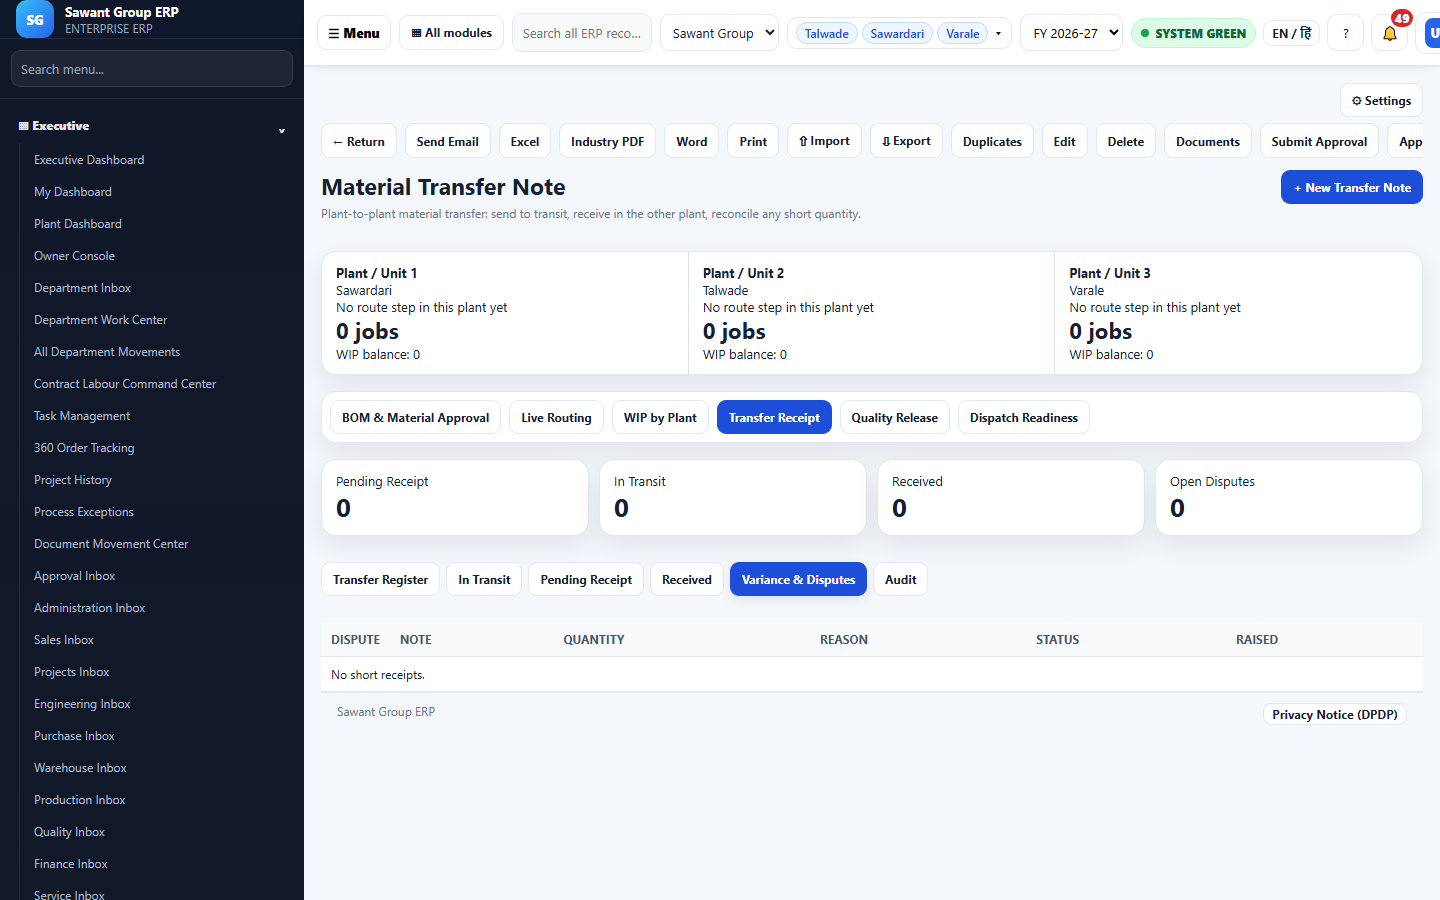 SG
Sawant Group ERP
ENTERPRISE ERP
☰ Menu
All modules
Search all ERP reco...
Sawant Group
Talwade
Sawardari
Varale
FY 2026-27
SYSTEM GREEN
EN / हिं
?
49
U
Search menu...
⚙ Settings
Executive
← Return
Send Email
Excel
Industry PDF
Word
Print
⇧ Import
⇩ Export
Duplicates
Edit
Delete
Documents
Submit Approval
App
Executive Dashboard
My Dashboard
Plant Dashboard
Owner Console
Department Inbox
Department Work Center
All Department Movements
Contract Labour Command Center
Task Management
360 Order Tracking
Project History
Process Exceptions
Document Movement Center
Approval Inbox
Administration Inbox
Sales Inbox
Projects Inbox
Engineering Inbox
Purchase Inbox
Warehouse Inbox
Production Inbox
Quality Inbox
Finance Inbox
Service Inbox
Material Transfer Note
+ New Transfer Note
Plant-to-plant material transfer: send to transit, receive in the other plant, reconcile any short quantity.
Plant / Unit 1
Sawardari
No route step in this plant yet
0 jobs
WIP balance: 0
Plant / Unit 2
Talwade
No route step in this plant yet
0 jobs
WIP balance: 0
Plant / Unit 3
Varale
No route step in this plant yet
0 jobs
WIP balance: 0
BOM & Material Approval
Live Routing
WIP by Plant
Transfer Receipt
Quality Release
Dispatch Readiness
Pending Receipt
0
In Transit
0
Received
0
Open Disputes
0
Transfer Register
In Transit
Pending Receipt
Received
Variance & Disputes
Audit
DISPUTE NOTE QUANTITY REASON STATUS RAISED
No short receipts.
Sawant Group ERP
Privacy Notice (DPDP)